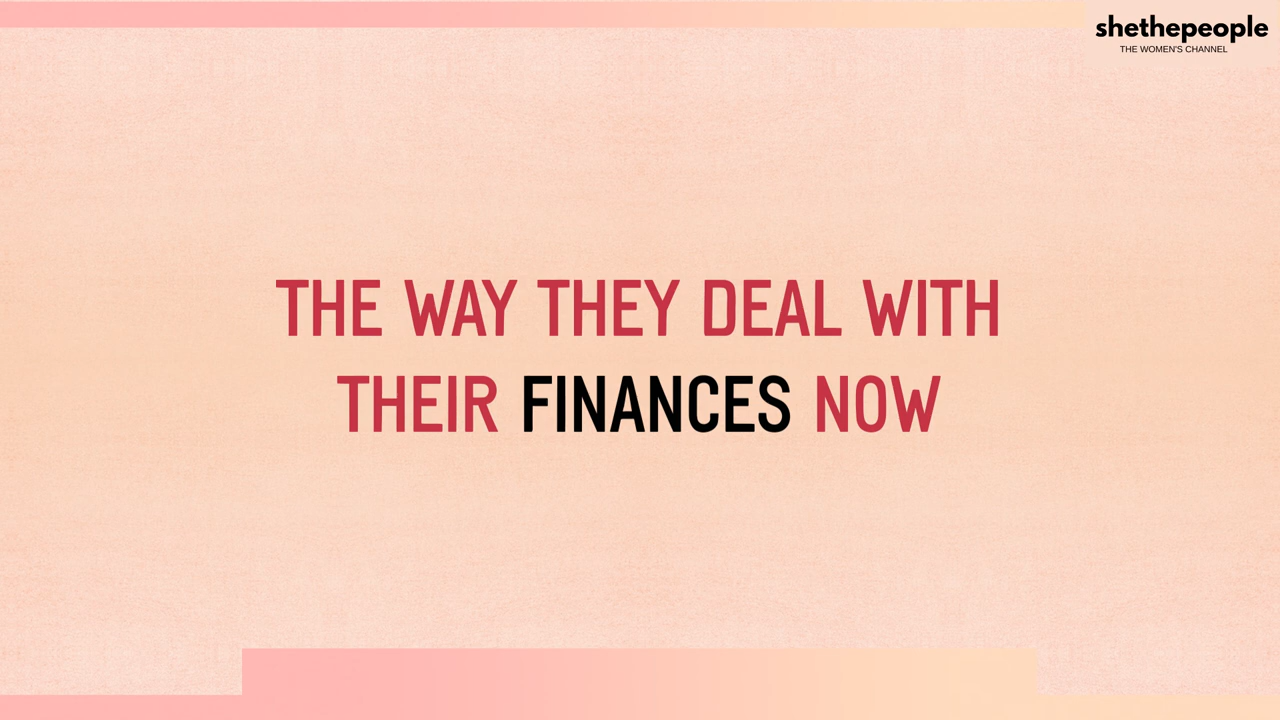 shethepeople
THE WOMEN'S CHANNEL
THE WAY THEY DEAL WITH
THEIR FINANCES NOW